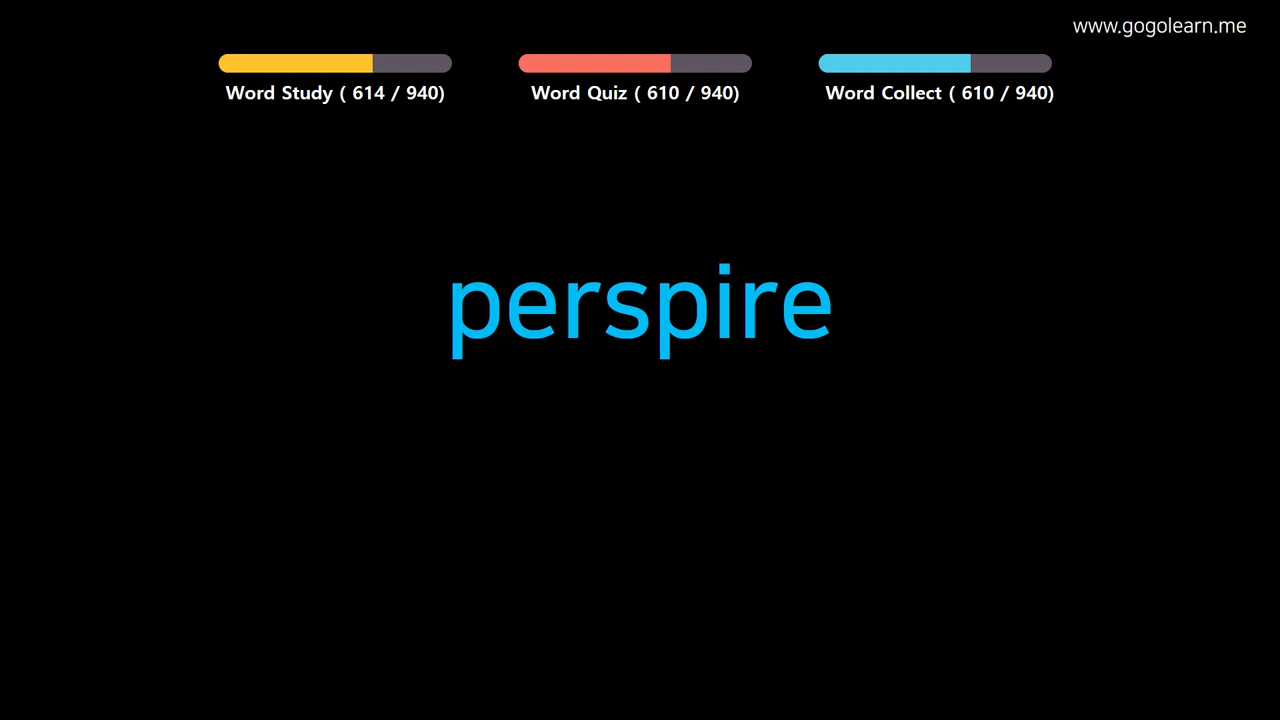 www.gogolearn.me
Word Study ( 614 / 940)
Word Quiz ( 610 / 940)
Word Collect ( 610 / 940)
perspire